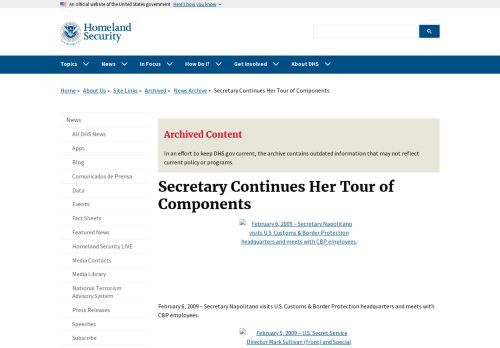 An official website of the United States government Here's how you know
Homeland
Security
Topics News In Focus How Do I? Get Involved About DHS
Home » About Us » Site Links » Archived » News Archive » Secretary Continues Her Tour of Components
News
All DHS News
Apps
Blog
Comunicados de Prensa
Data
Events
Fact Sheets
Featured News
Homeland Security LIVE
Media Contacts
Media Library
National Terrorism
Advisory System
Press Releases
Speeches
Subscribe
Archived Content
In an effort to keep DHS.gov current, the archive contains outdated information that may not reflect
current policy or programs.
Secretary Continues Her Tour of
Components
February 6, 2009 – Secretary Napolitano
visits U.S. Customs & Border Protection
headquarters and meets with CBP employees.
February 6, 2009 – Secretary Napolitano visits U.S. Customs & Border Protection headquarters and meets with
CBP employees.
February 5, 2009 – U.S. Secret Service
Director Mark Sullivan (front) and Special